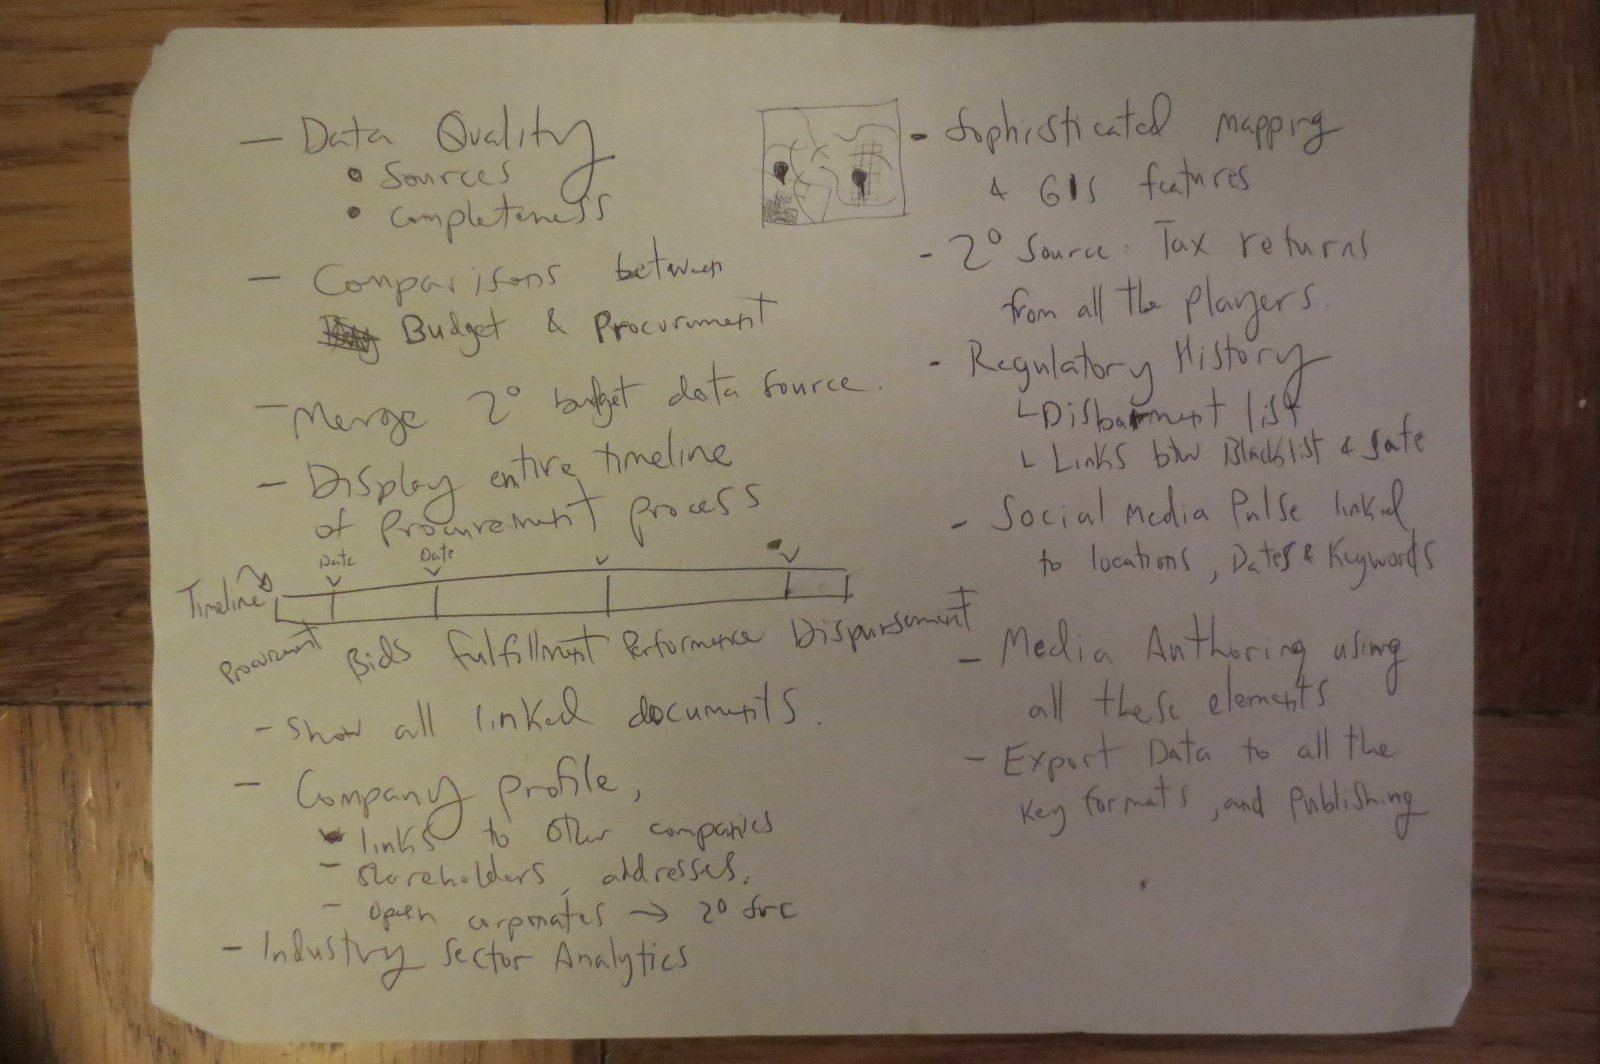 — Data Quality
• Sources
• Completeness
— Comparisons between
Budget & Procurement
— Merge 2° budget data source.
— Display entire timeline
of Procurement process
Date Date
Timeline
Procurement Bids Fulfillment Performance Dispursement
- Show all linked documents.
- Company profile,
links to other companies
- Shareholders, addresses.
- Open corporates → 2° src
- Industry Sector Analytics
- Sophisticated mapping
& GIS features
- 2° Source: Tax returns
from all the players.
- Regulatory History
└ Disbarment list
└ Links btw Blacklist & safe
- Social Media Pulse linked
to locations, Dates & Keywords
- Media Authoring using
all these elements
- Export Data to all the
Key formats, and Publishing